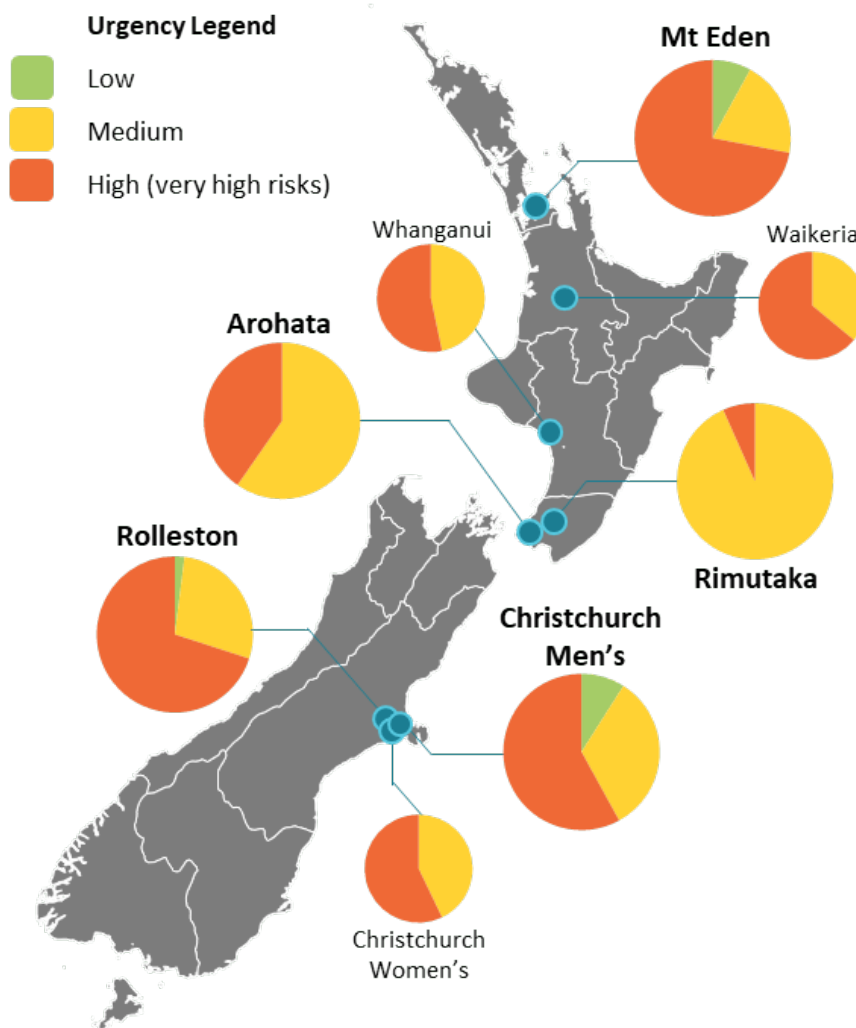 Urgency Legend
Low
Medium
High (very high risks)
Mt Eden
Whanganui
Waikeria
Arohata
Rimutaka
Rolleston
Christchurch
Men's
Christchurch
Women's